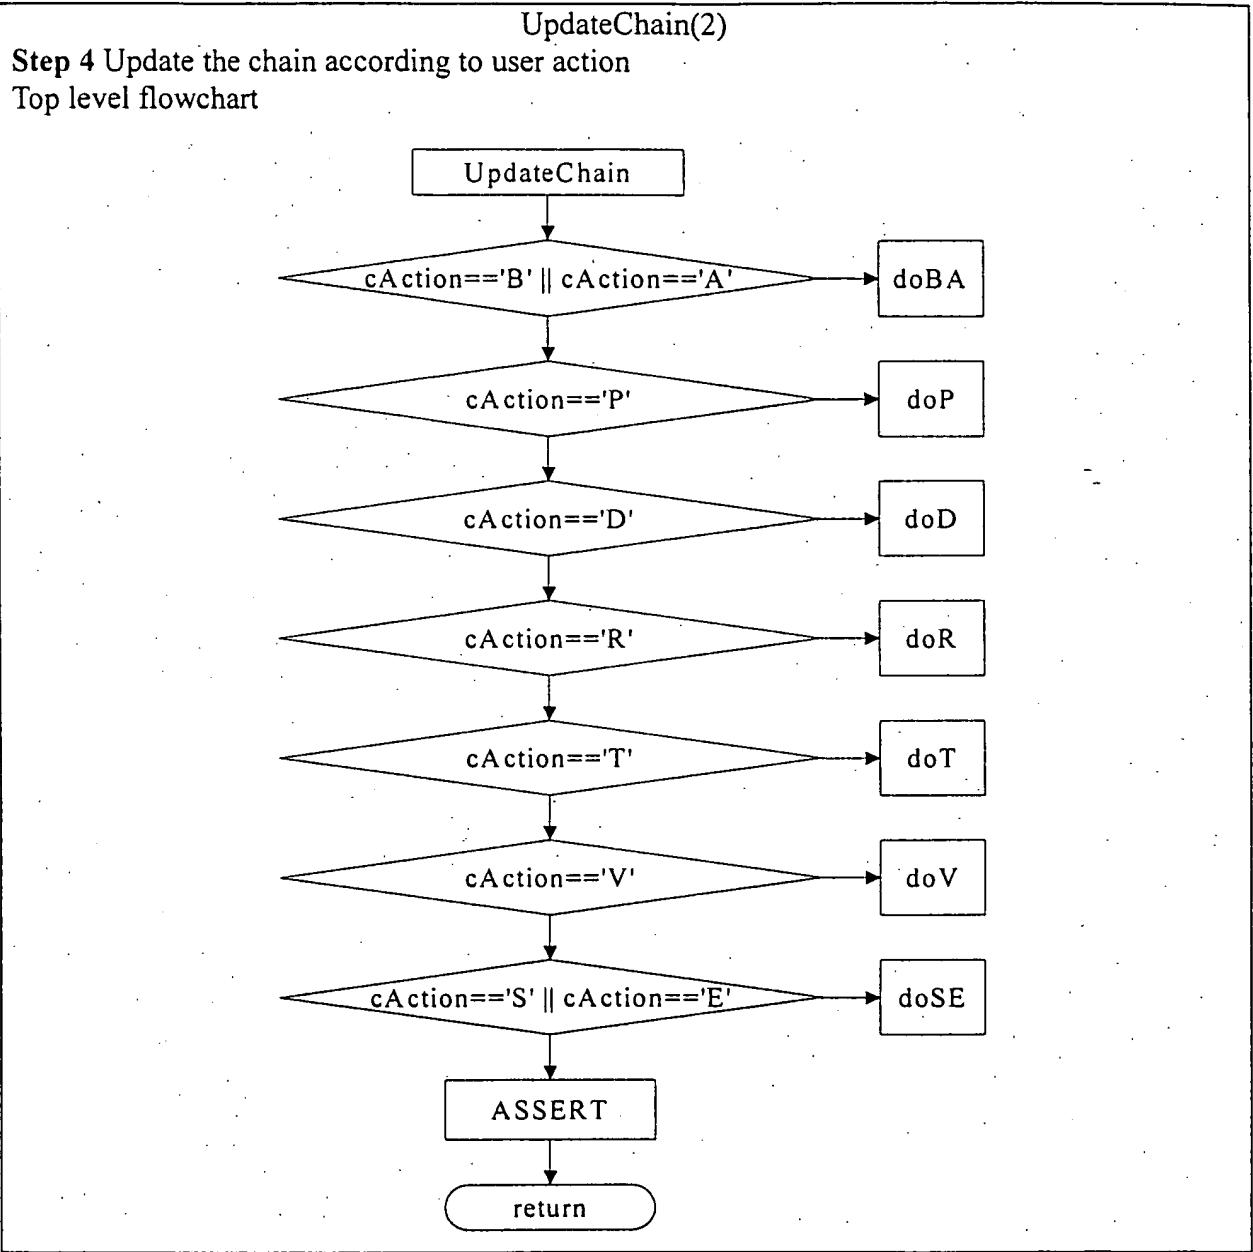 UpdateChain(2)
Step 4 Update the chain according to user action
Top level flowchart
UpdateChain
cAction=='B' || cAction=='A'
doBA
cAction=='P'
doP
cAction=='D'
doD
cAction=='R'
doR
cAction=='T'
doT
cAction=='V'
doV
cAction=='S' || cAction=='E'
doSE
ASSERT
return